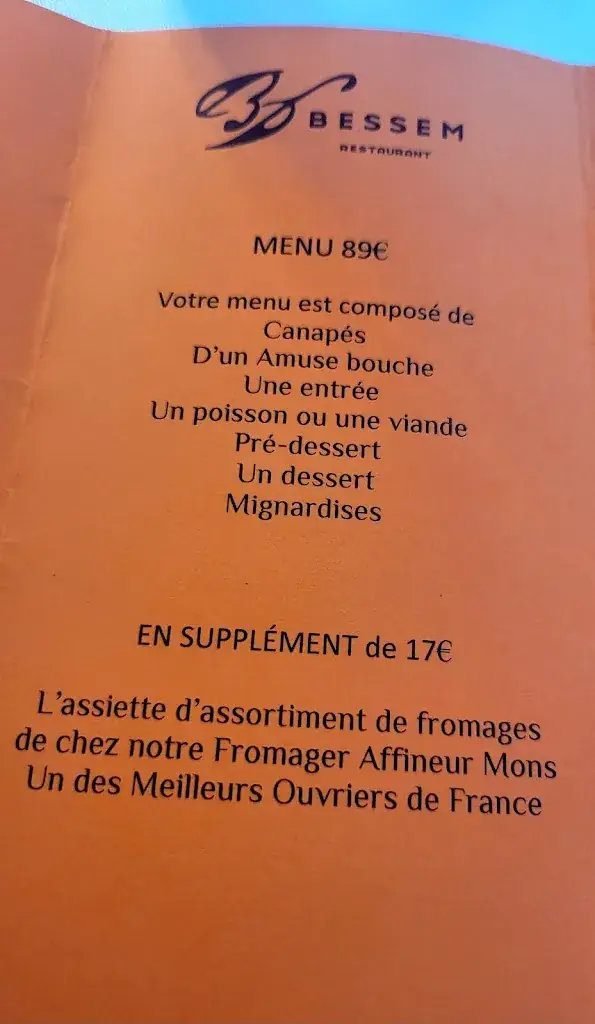 BESSEM
RESTAURANT
MENU 89€
Votre menu est composé de
Canapés
D'un Amuse bouche
Une entrée
Un poisson ou une viande
Pré-dessert
Un dessert
Mignardises
EN SUPPLÉMENT de 17€
L'assiette d'assortiment de fromages
de chez notre Fromager Affineur Mons
Un des Meilleurs Ouvriers de France